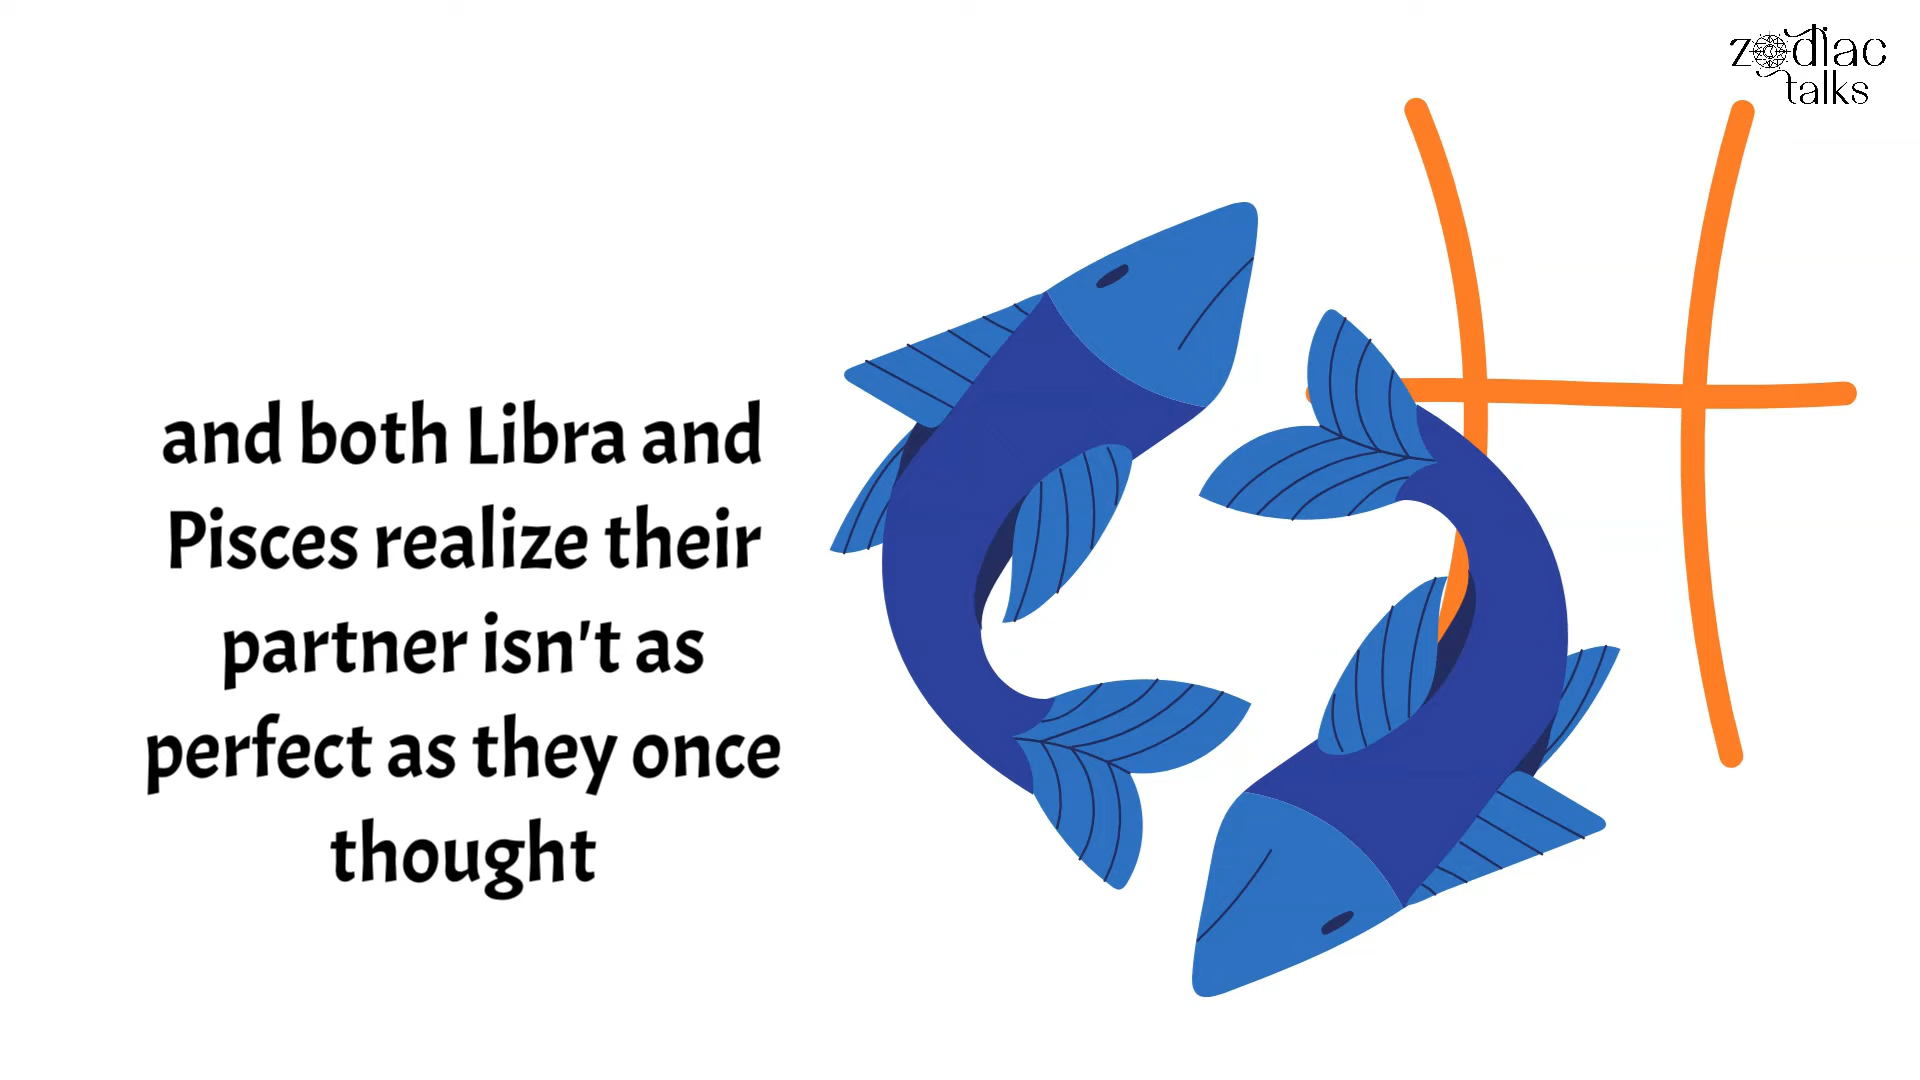 zodiac
talks
and both Libra and
Pisces realize their
partner isn't as
perfect as they once
thought